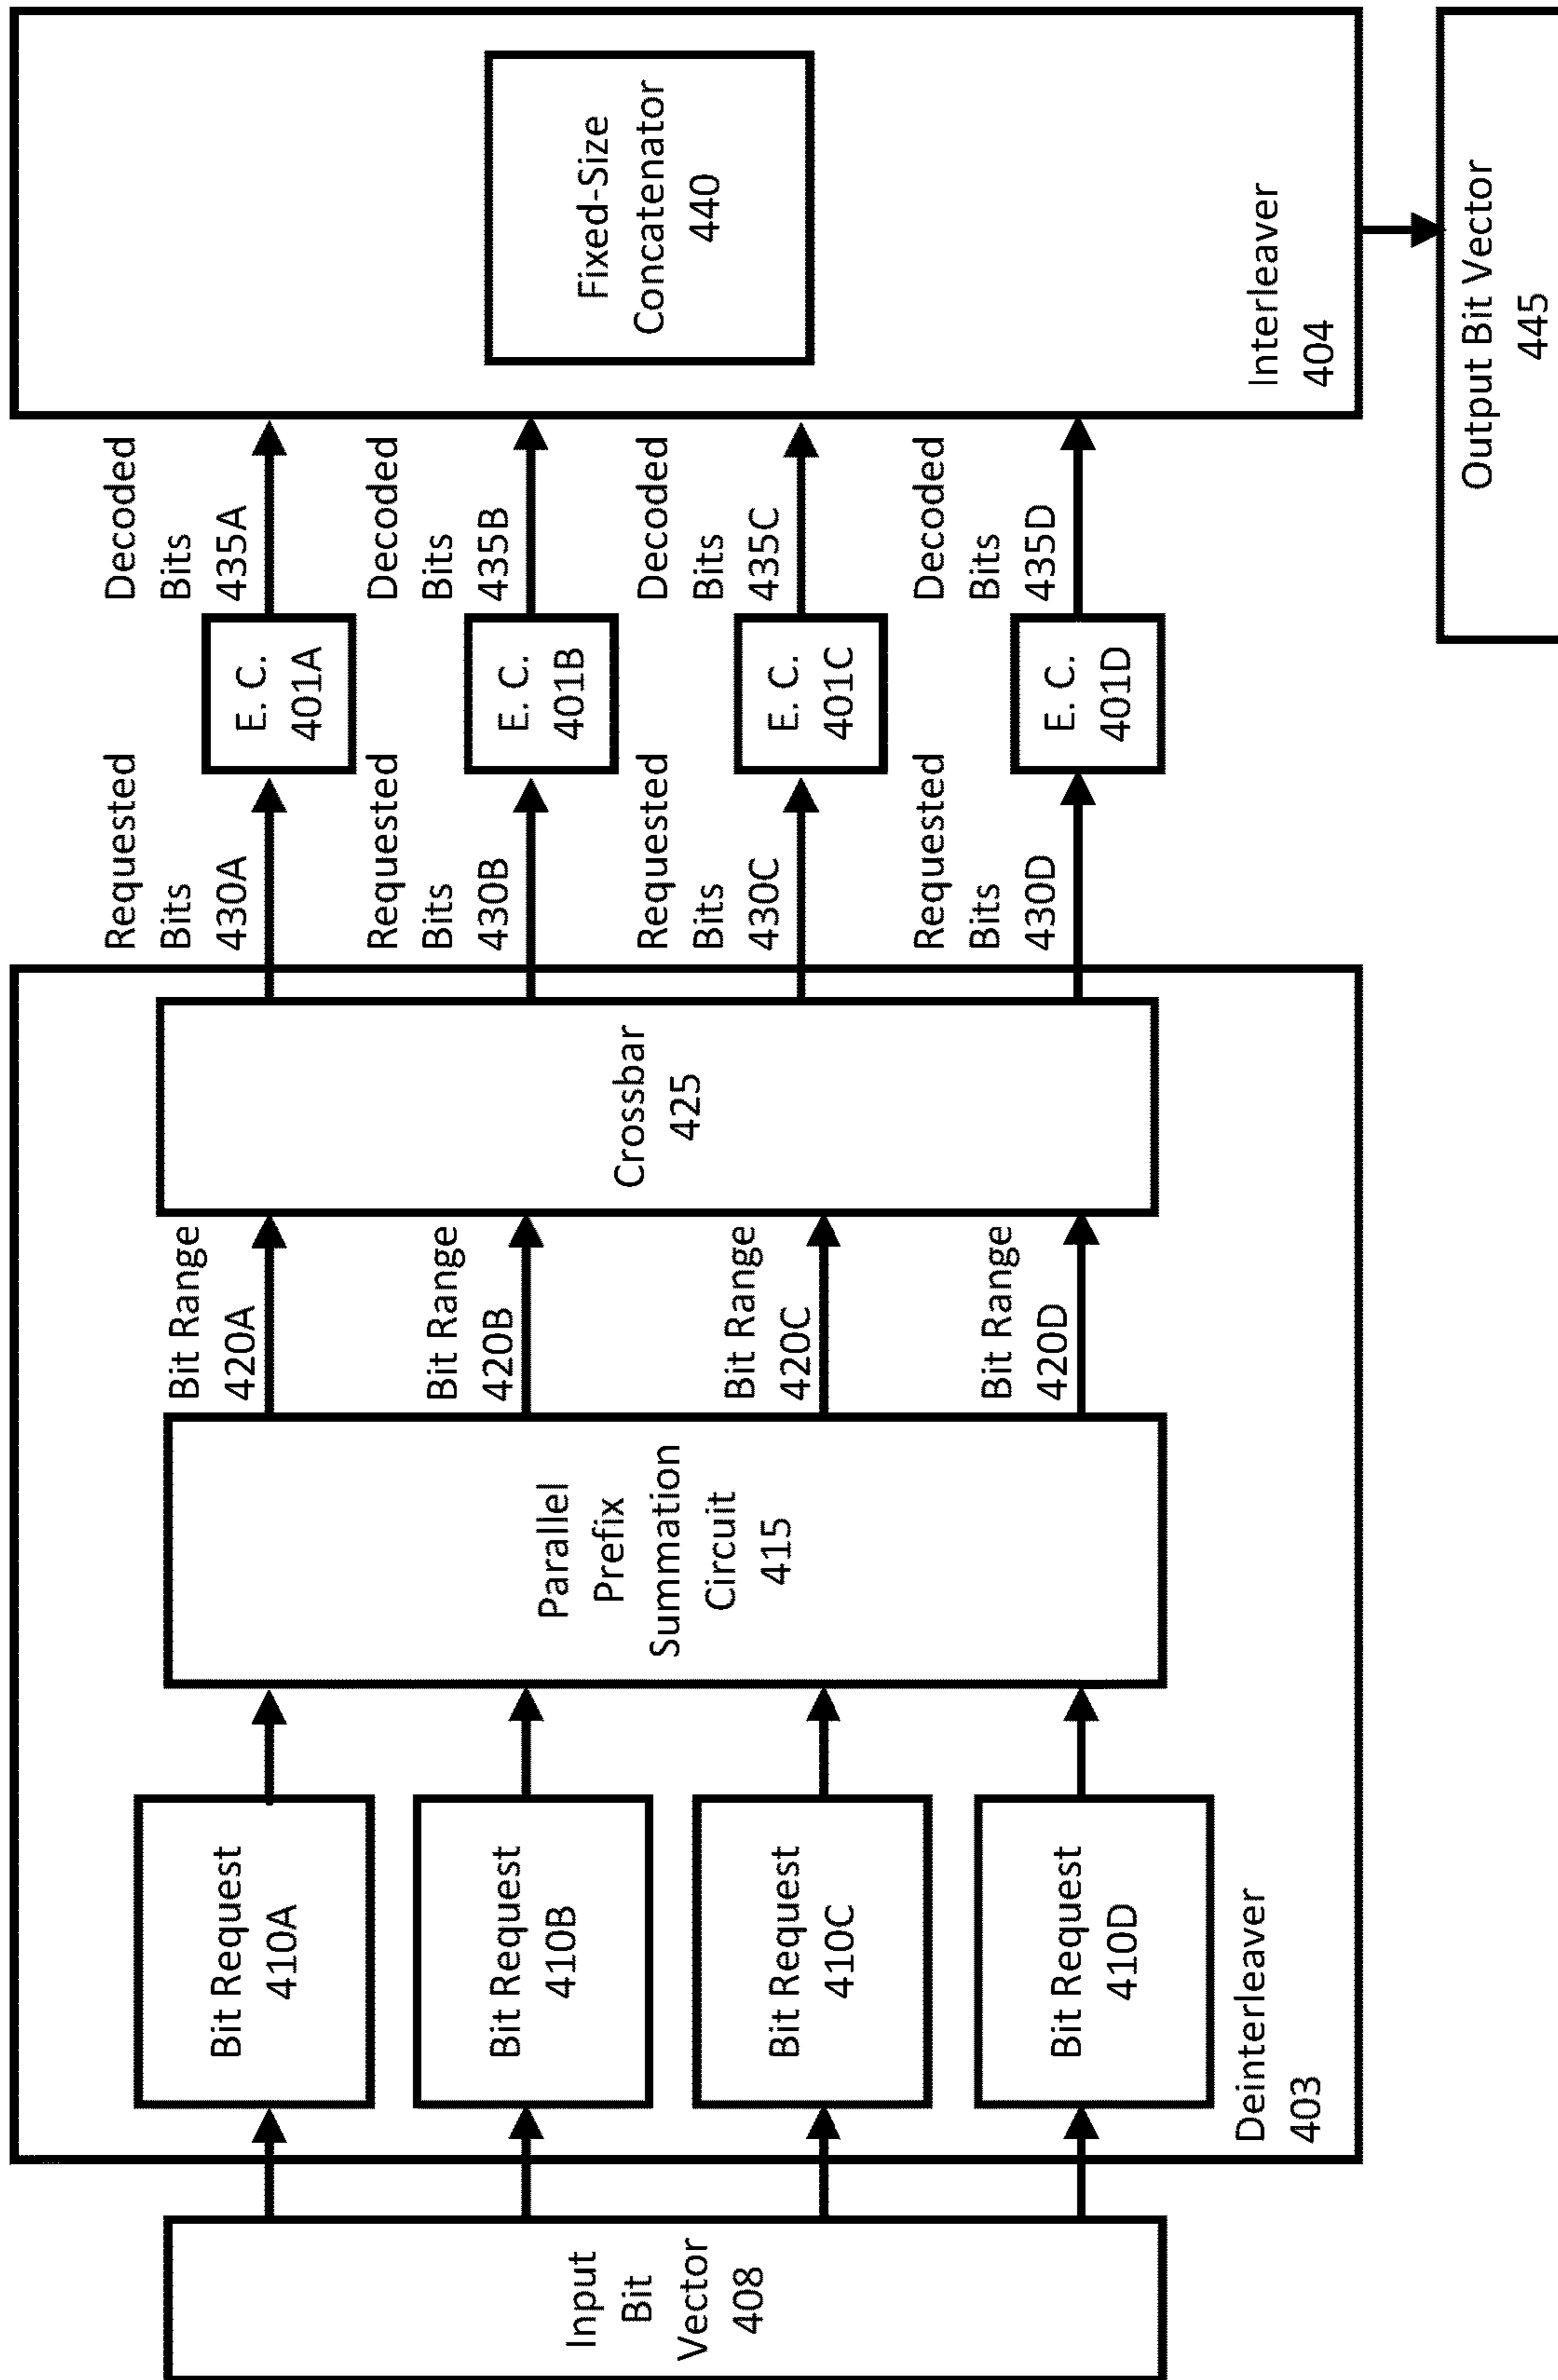 Input
Bit
Vector
408
Bit Request
410A
Bit Request
410B
Bit Request
410C
Bit Request
410D
Deinterleaver
403
Parallel
Prefix
Summation
Circuit
415
Bit Range
420A
Bit Range
420B
Bit Range
420C
Bit Range
420D
Crossbar
425
Requested
Bits
430A
Requested
Bits
430B
Requested
Bits
430C
Requested
Bits
430D
E. C.
401A
E. C.
401B
E. C.
401C
E. C.
401D
Decoded
Bits
435A
Decoded
Bits
435B
Decoded
Bits
435C
Decoded
Bits
435D
Fixed-Size
Concatenator
440
Interleaver
404
Output Bit Vector
445